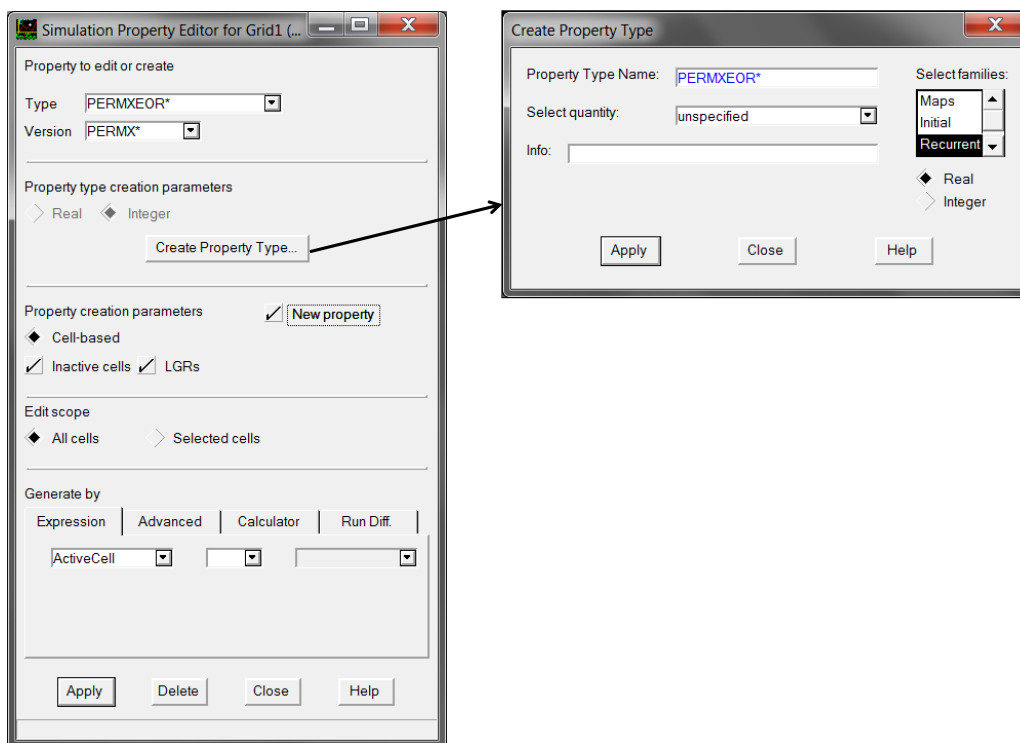 Simulation Property Editor for Grid1 (...
Property to edit or create
Type PERMXEOR*
Version PERMX*
Property type creation parameters
Real Integer
Create Property Type...
Property creation parameters New property
Cell-based
Inactive cells LGRs
Edit scope
All cells Selected cells
Generate by
Expression Advanced Calculator Run Diff.
ActiveCell
Apply Delete Close Help
Create Property Type
Property Type Name: PERMXEOR* Select families:
Maps
Select quantity: unspecified Initial
Recurrent
Info:
Real
Integer
Apply Close Help